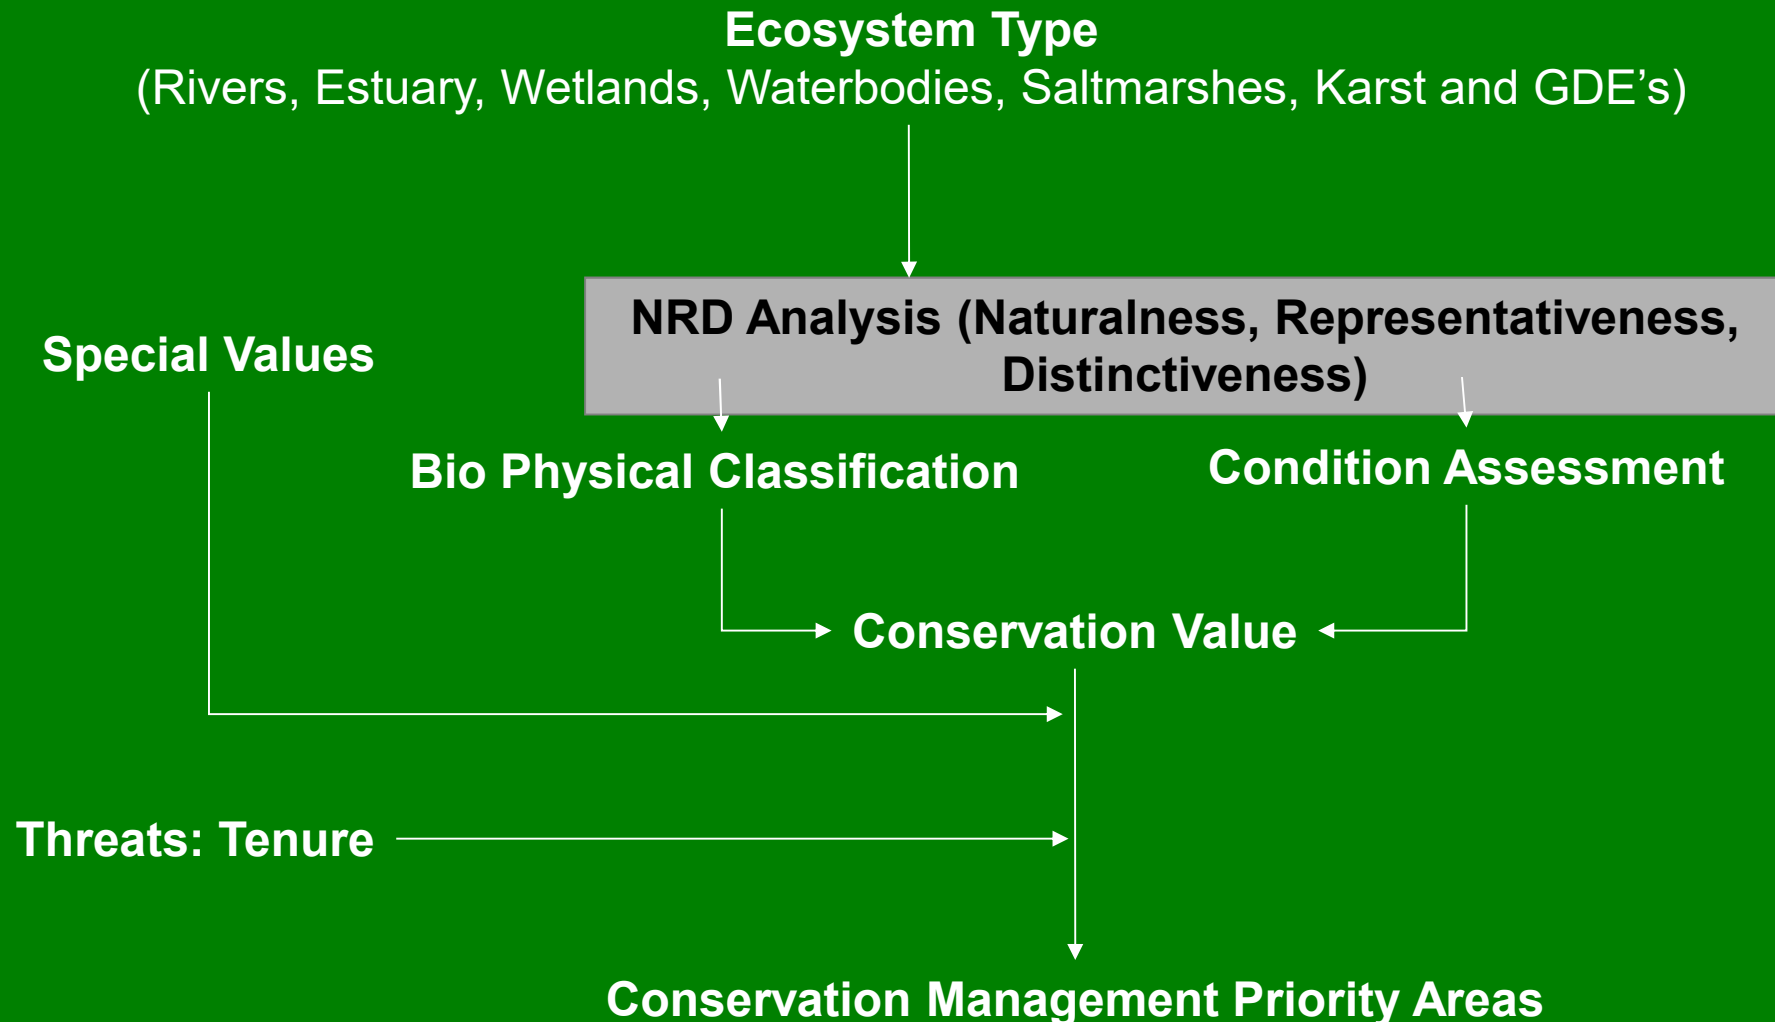 Ecosystem Type
(Rivers, Estuary, Wetlands, Waterbodies, Saltmarshes, Karst and GDE’s)
NRD Analysis (Naturalness, Representativeness,
Distinctiveness)
Special Values
Bio Physical Classification
Condition Assessment
Conservation Value
Threats: Tenure
Conservation Management Priority Areas